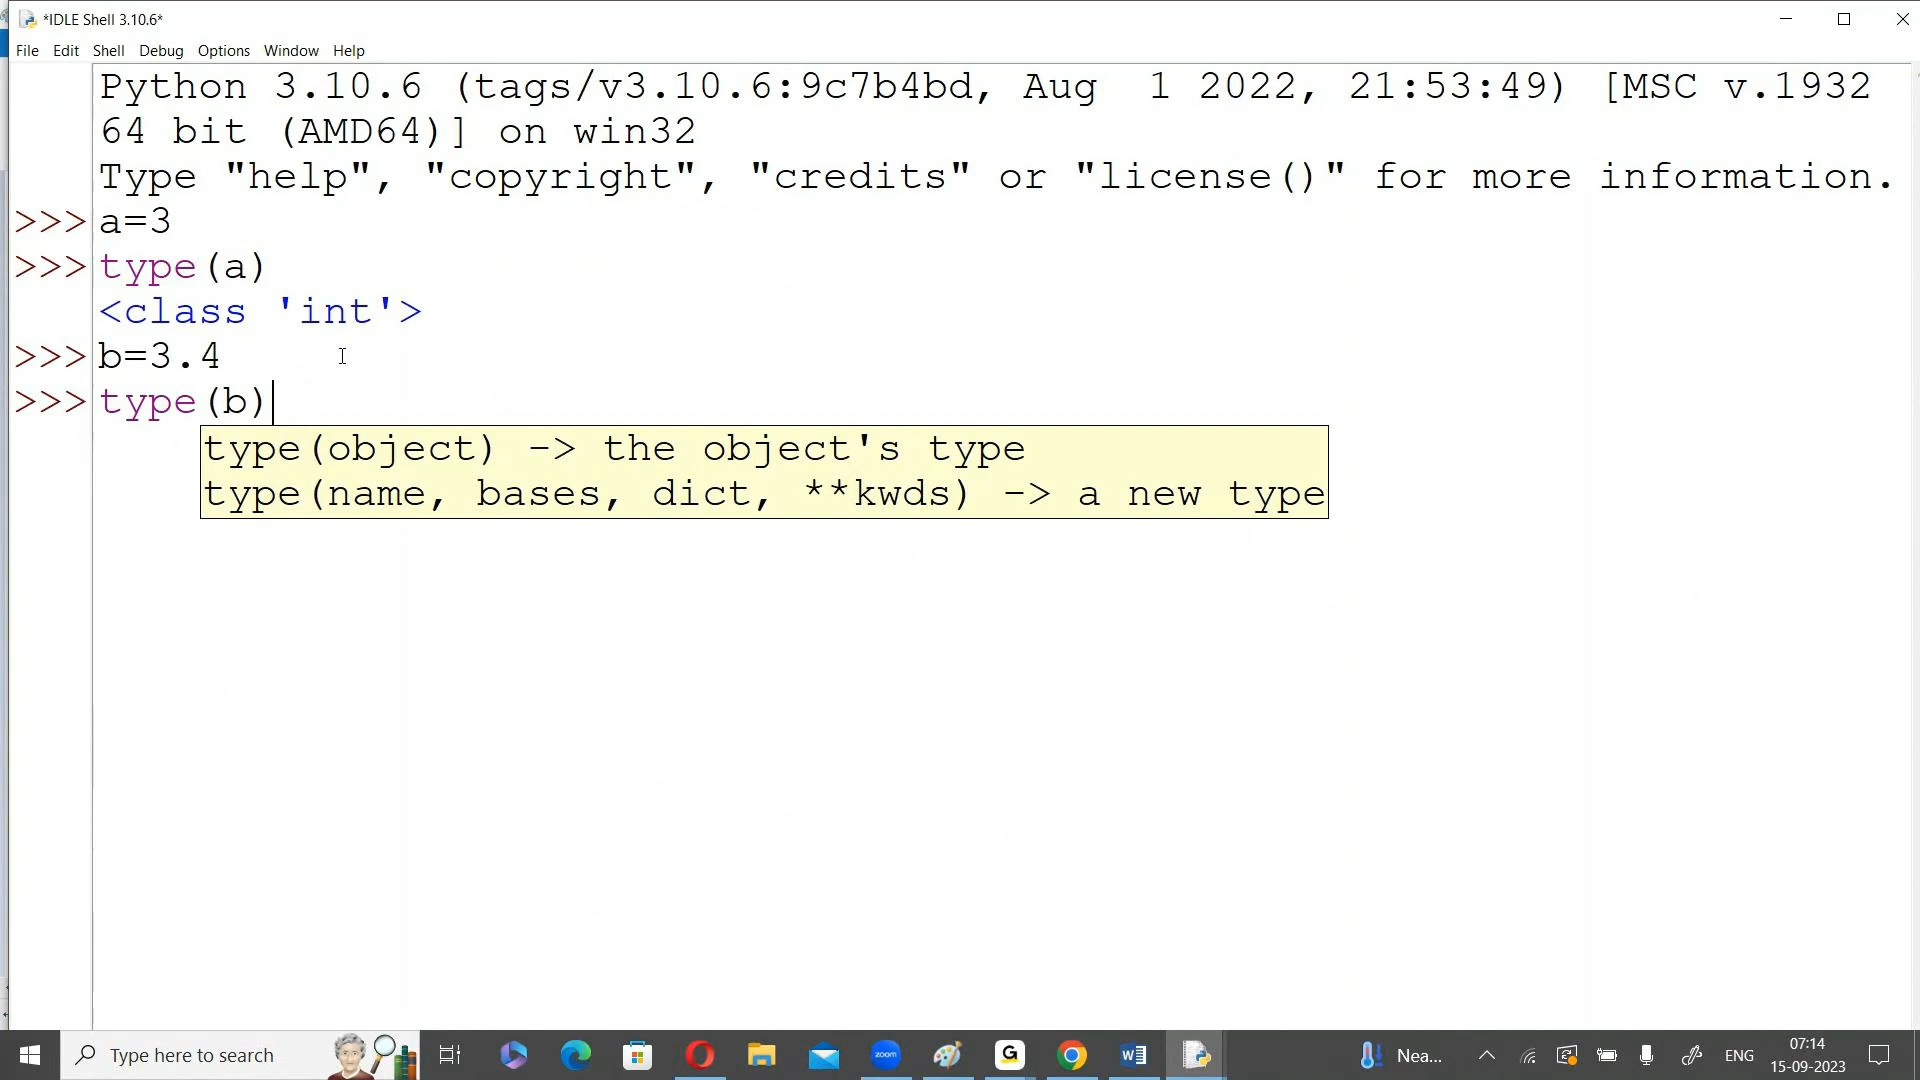 *IDLE Shell 3.10.6*
File Edit Shell Debug Options Window Help
Python 3.10.6 (tags/v3.10.6:9c7b4bd, Aug  1 2022, 21:53:49) [MSC v.1932
64 bit (AMD64)] on win32
Type "help", "copyright", "credits" or "license()" for more information.
>>> a=3
>>> type(a)
<class 'int'>
>>> b=3.4
>>> type(b)
type(object) -> the object's type
type(name, bases, dict, **kwds) -> a new type
Type here to search
zoom
G
W
Nea...
ENG
07:14
15-09-2023